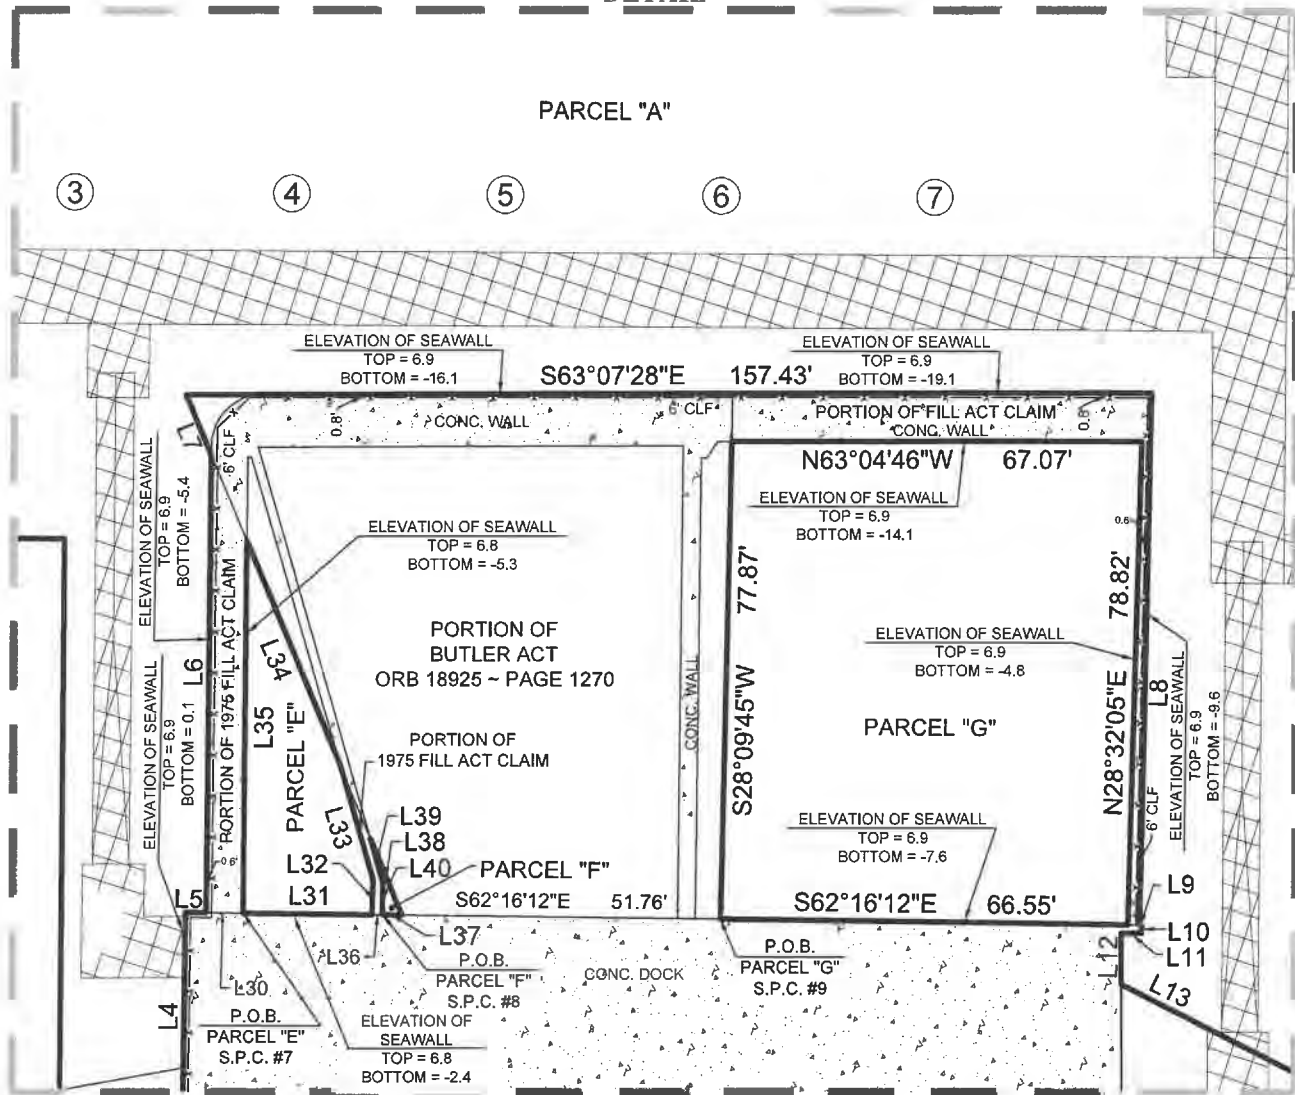 PARCEL "A"
3
4
5
6
7
ELEVATION OF SEAWALL
TOP = 6.9
BOTTOM = -16.1
S63°07'28"E 157.43'
ELEVATION OF SEAWALL
TOP = 6.9
BOTTOM = -19.1
L7
6' CLF
0.8'
CONC. WALL
6' CLF
PORTION OF FILL ACT CLAIM
CONC. WALL
0.8'
N63°04'46"W 67.07'
ELEVATION OF SEAWALL
TOP = 6.9
BOTTOM = -14.1
ELEVATION OF SEAWALL
TOP = 6.9
BOTTOM = -5.4
ELEVATION OF SEAWALL
TOP = 6.8
BOTTOM = -5.3
0.6'
77.87'
S28°09'45"W
78.82'
N28°32'05"E
PORTION OF
BUTLER ACT
ORB 18925 ~ PAGE 1270
ELEVATION OF SEAWALL
TOP = 6.9
BOTTOM = -4.8
L34
L6
PORTION OF 1975 FILL ACT CLAIM
L35
PARCEL "E"
CONC. WALL
PARCEL "G"
L8
ELEVATION OF SEAWALL
TOP = 6.9
BOTTOM = -9.6
6' CLF
ELEVATION OF SEAWALL
TOP = 6.9
BOTTOM = 0.1
PORTION OF
1975 FILL ACT CLAIM
L33
L39
L38
L40
L32
PARCEL "F"
ELEVATION OF SEAWALL
TOP = 6.9
BOTTOM = -7.6
0.6'
L5
L31
S62°16'12"E 51.76'
S62°16'12"E 66.55'
L9
L10
L11
L12
L13
L37
L36
P.O.B.
PARCEL "F"
S.P.C. #8
CONC. DOCK
P.O.B.
PARCEL "G"
S.P.C. #9
L30
L4
P.O.B.
PARCEL "E"
S.P.C. #7
ELEVATION OF
SEAWALL
TOP = 6.8
BOTTOM = -2.4